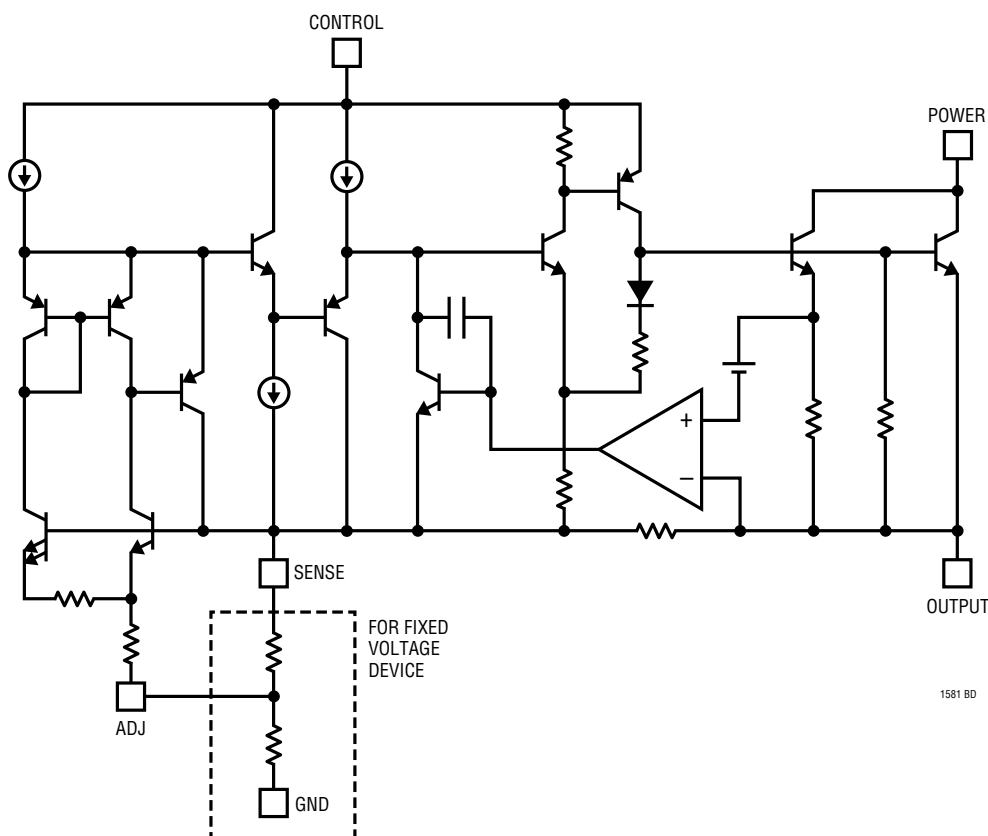 CONTROL
POWER
+
–
SENSE
OUTPUT
FOR FIXED
VOLTAGE
DEVICE
ADJ
1581 BD
GND